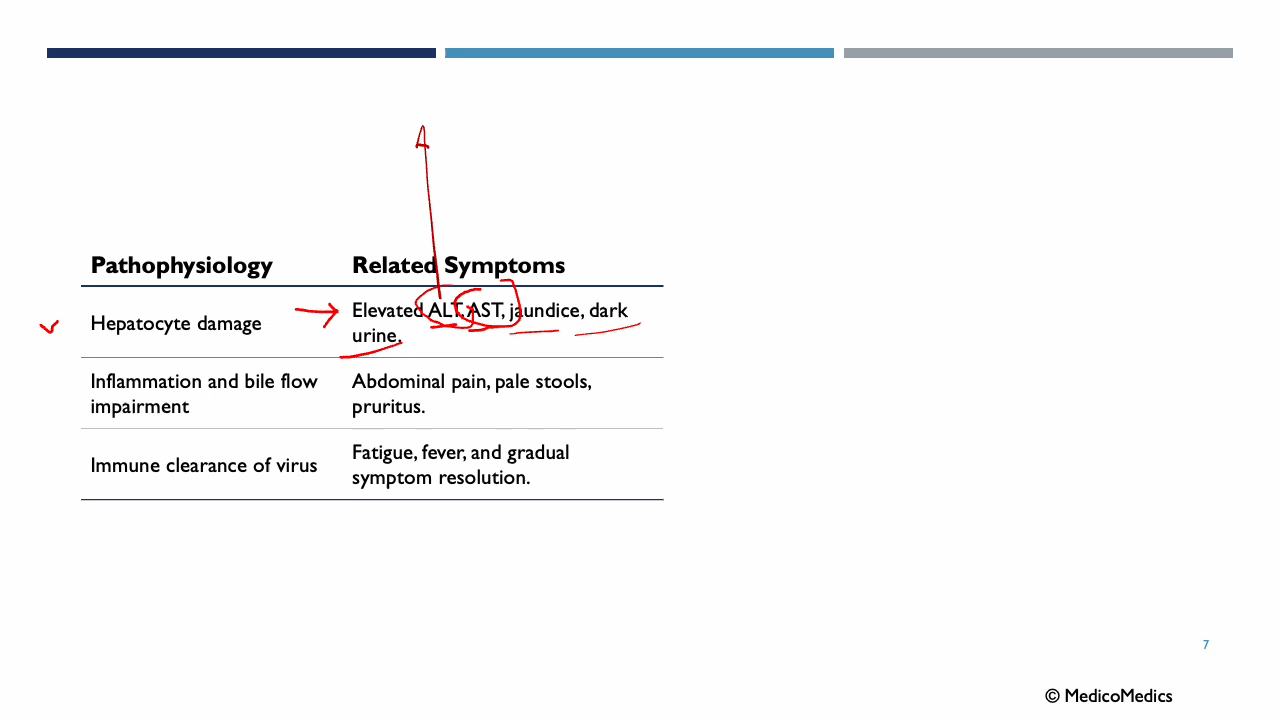 Pathophysiology Related Symptoms
Hepatocyte damage
Elevated ALT, AST, jaundice, dark
urine.
Inflammation and bile flow
impairment
Abdominal pain, pale stools,
pruritus.
Immune clearance of virus
Fatigue, fever, and gradual
symptom resolution.
7
© MedicoMedics